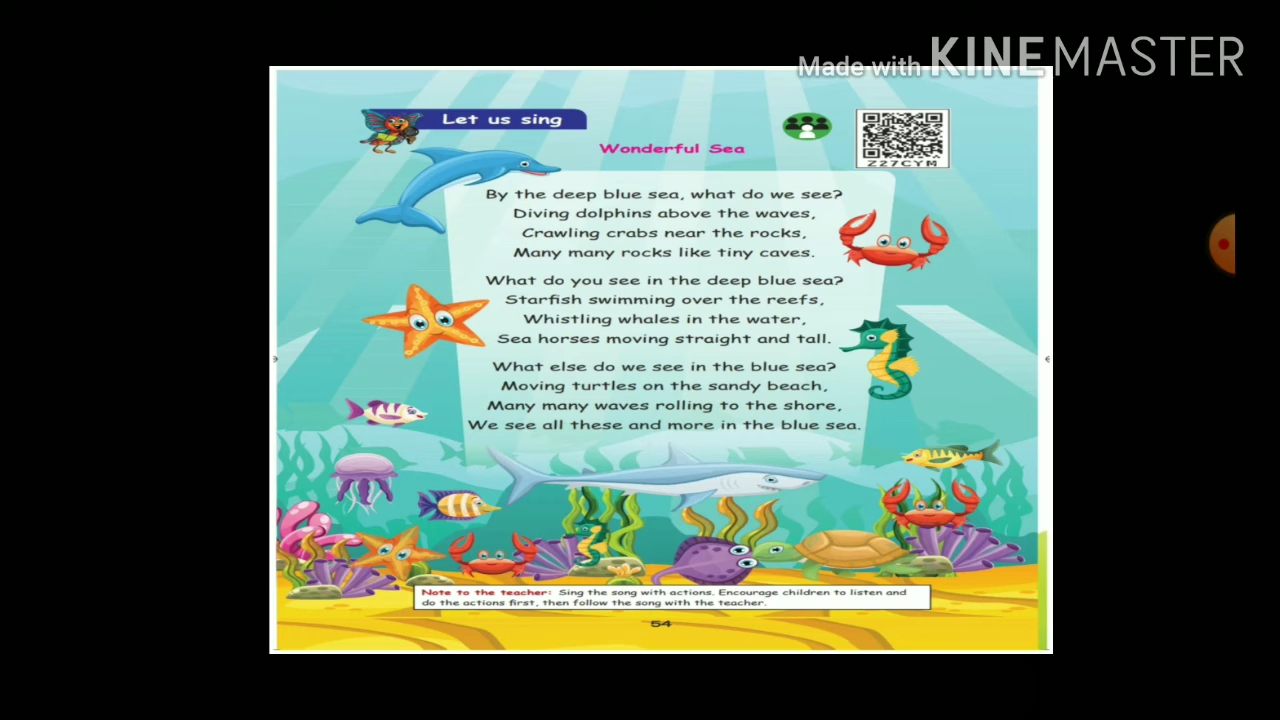 Made with KINEMASTER
Let us sing
Z27CYM
Wonderful Sea
By the deep blue sea, what do we see?
Diving dolphins above the waves,
Crawling crabs near the rocks,
Many many rocks like tiny caves.
What do you see in the deep blue sea?
Starfish swimming over the reefs,
Whistling whales in the water,
Sea horses moving straight and tall.
What else do we see in the blue sea?
Moving turtles on the sandy beach,
Many many waves rolling to the shore,
We see all these and more in the blue sea.
Note to the teacher: Sing the song with actions. Encourage children to listen and
do the actions first, then follow the song with the teacher.
54